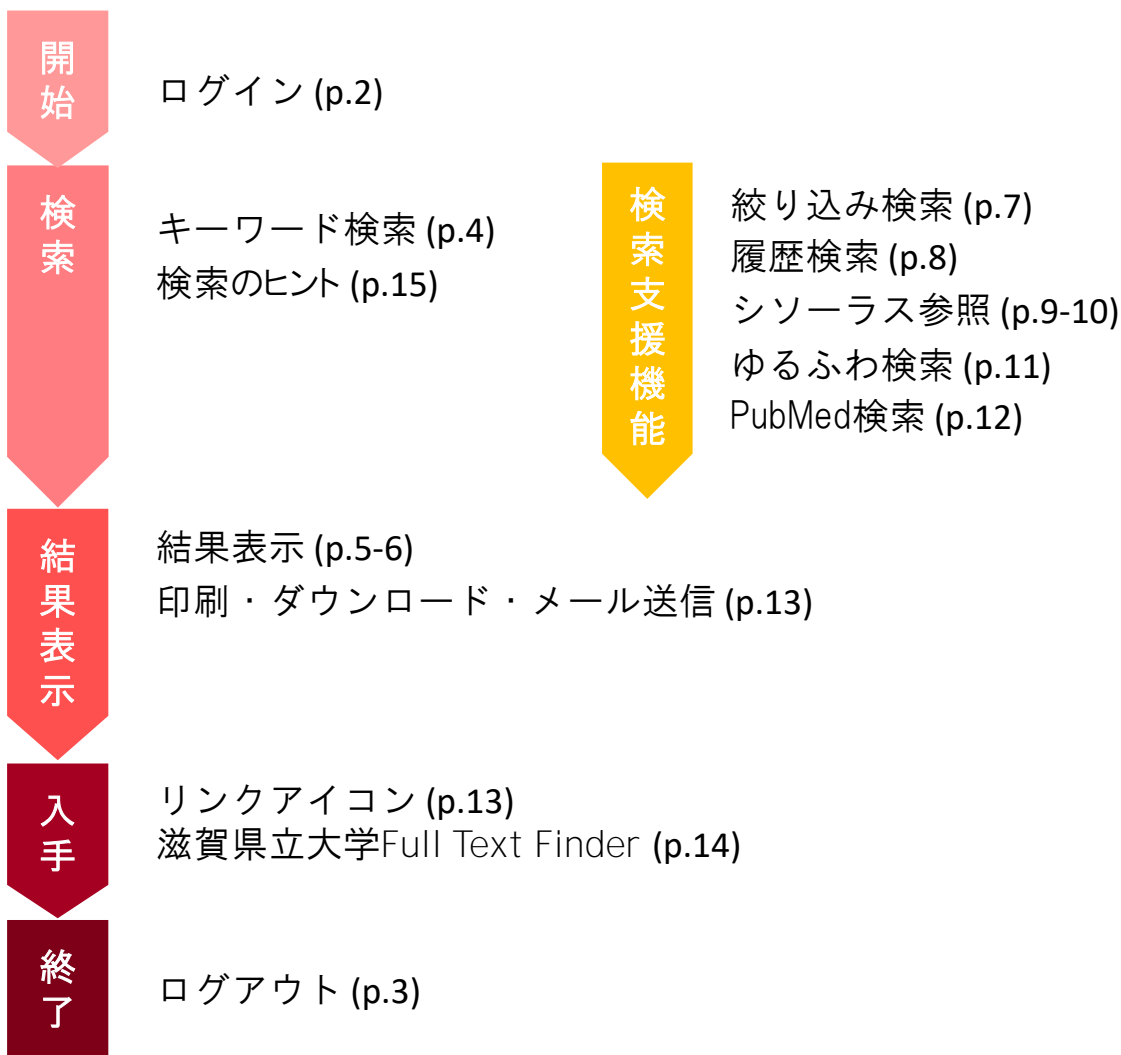 開始
ログイン (p.2)
検索
キーワード検索 (p.4)
検索のヒント (p.15)
検索支援機能
絞り込み検索 (p.7)
履歴検索 (p.8)
シソーラス参照 (p.9-10)
ゆるふわ検索 (p.11)
PubMed検索 (p.12)
結果表示
結果表示 (p.5-6)
印刷・ダウンロード・メール送信 (p.13)
入手
リンクアイコン (p.13)
滋賀県立大学Full Text Finder (p.14)
終了
ログアウト (p.3)